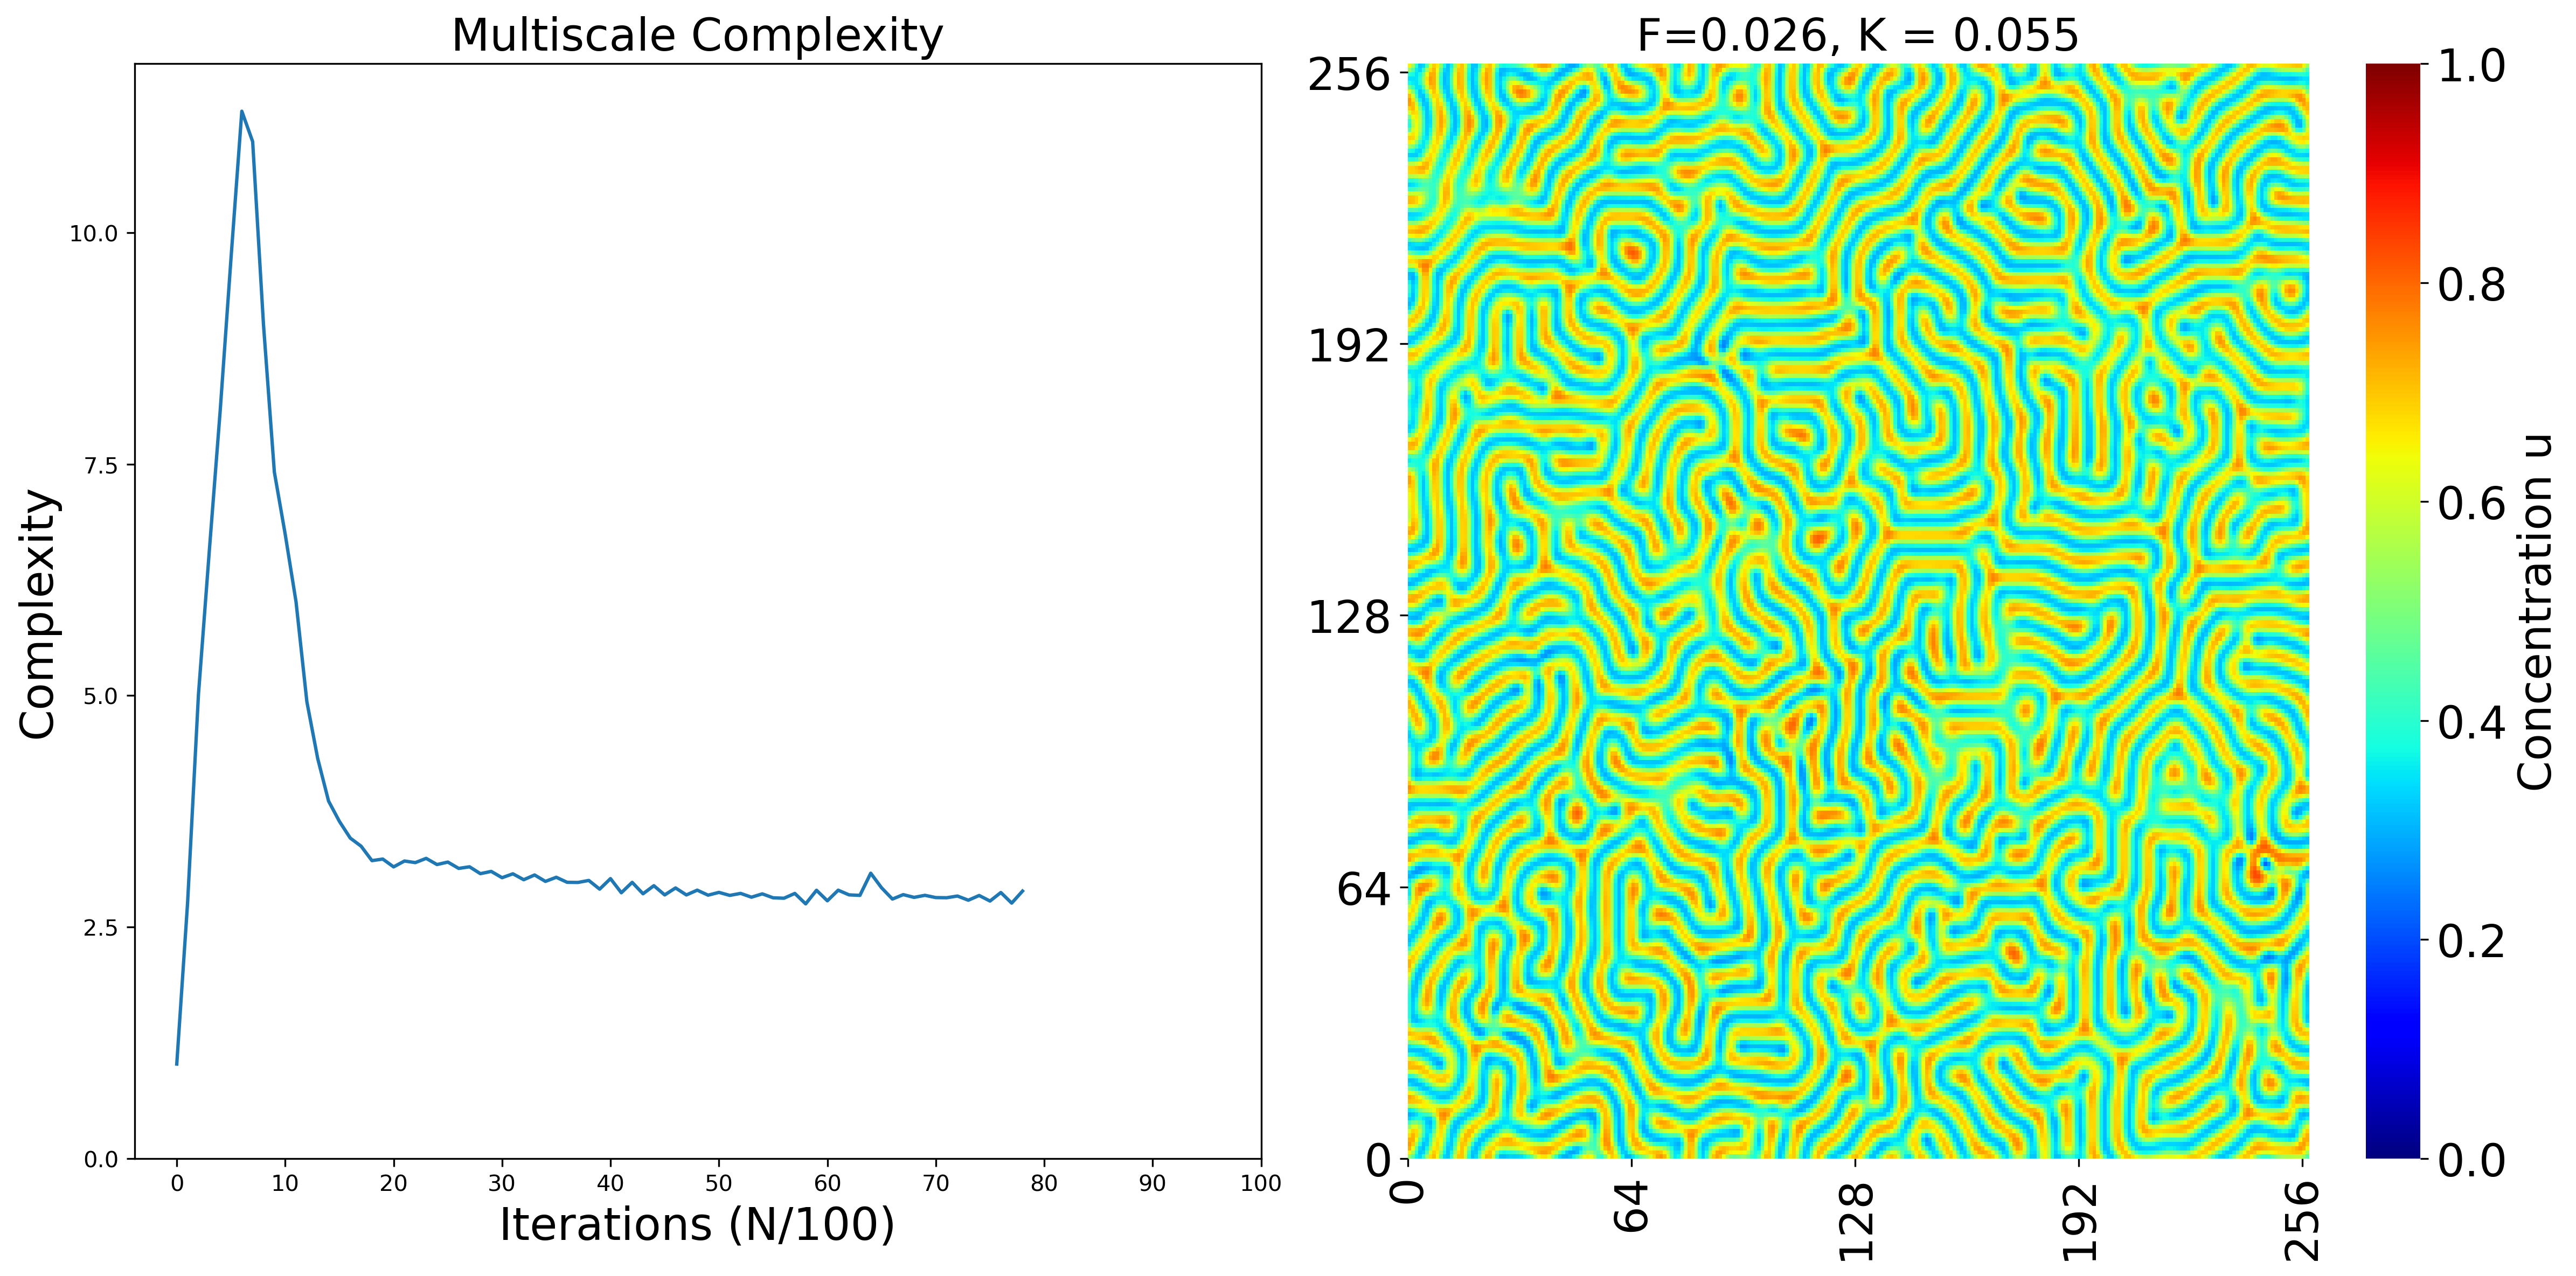 Multiscale Complexity
10.0
7.5
5.0
2.5
0.0
Complexity
0 10 20 30 40 50 60 70 80 90 100
Iterations (N/100)
F=0.026, K = 0.055
256
192
128
64
0
0 64 128 192 256
1.0
0.8
0.6
0.4
0.2
0.0
Concentration u